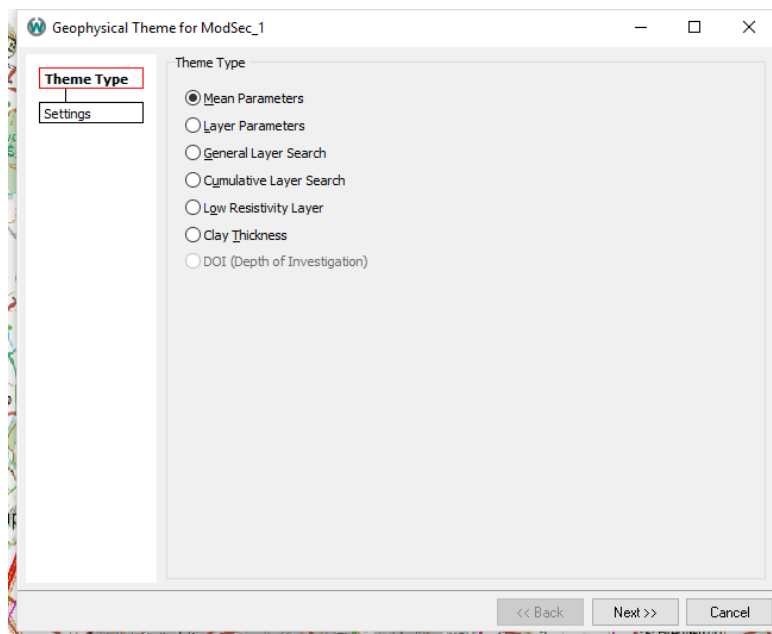 Geophysical Theme for ModSec_1
Theme Type
Settings
Theme Type
Mean Parameters
Layer Parameters
General Layer Search
Cumulative Layer Search
Low Resistivity Layer
Clay Thickness
DOI (Depth of Investigation)
<< Back
Next >>
Cancel